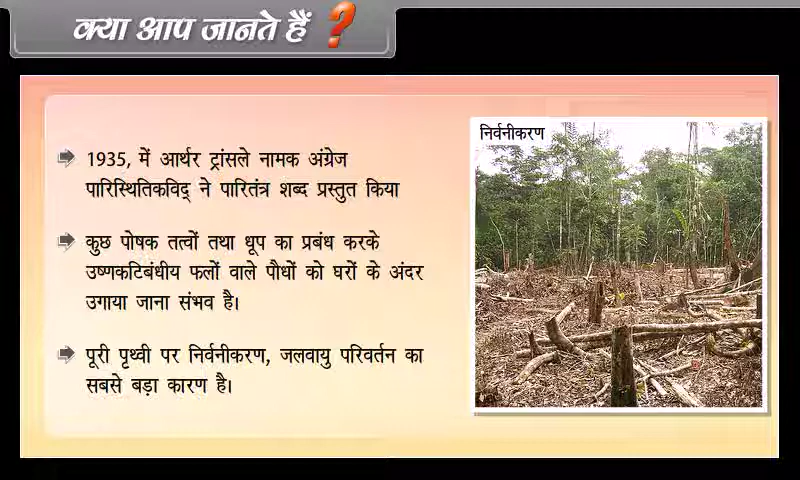 क्या आप जानते हैं ?
निर्वनीकरण
1935, में आर्थर ट्रांसले नामक अंग्रेज
पारिस्थितिकविद् ने पारितंत्र शब्द प्रस्तुत किया
कुछ पोषक तत्वों तथा धूप का प्रबंध करके
उष्णकटिबंधीय फलों वाले पौधों को घरों के अंदर
उगाया जाना संभव है।
पूरी पृथ्वी पर निर्वनीकरण, जलवायु परिवर्तन का
सबसे बड़ा कारण है।